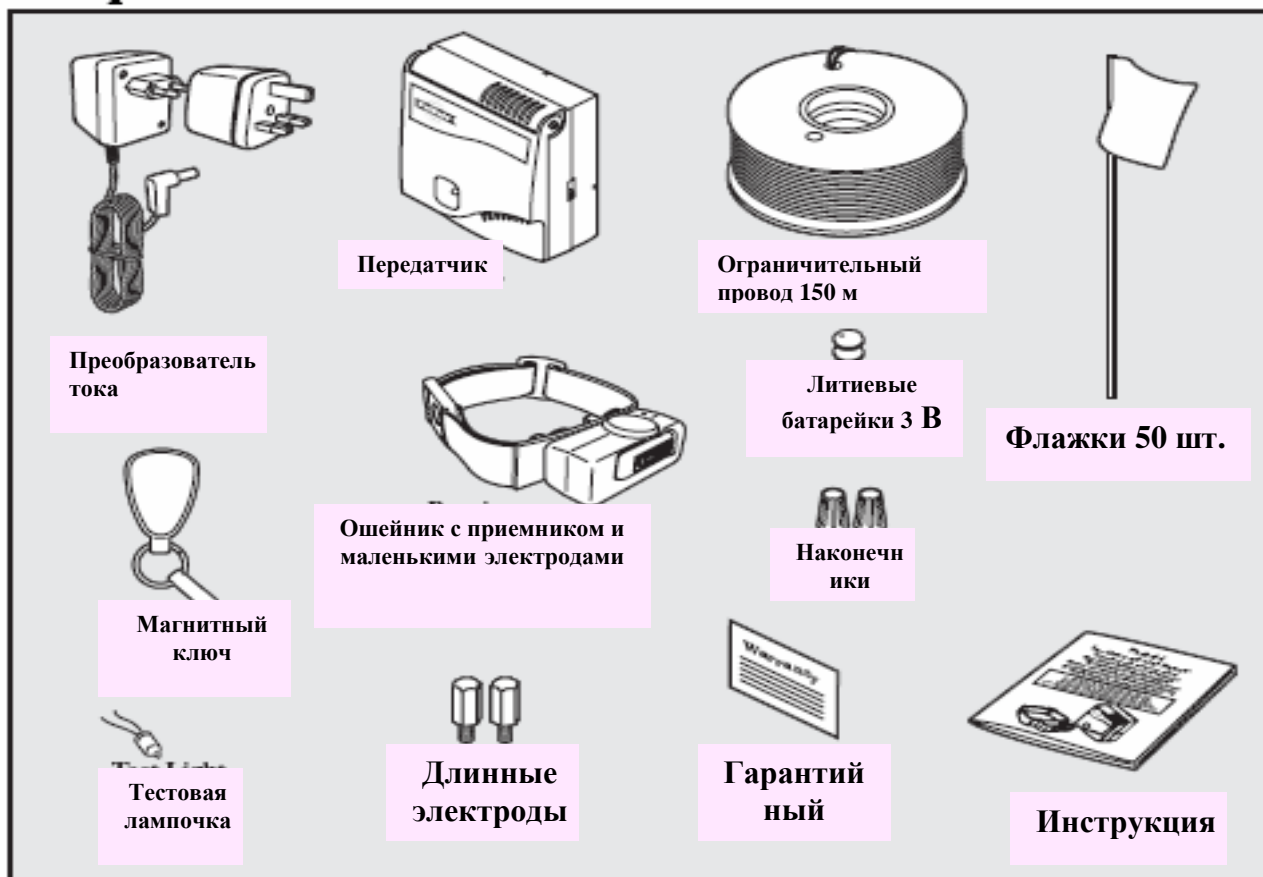 Передатчик
Ограничительный
провод 150 м
Преобразователь
тока
Литиевые
батарейки 3 В
Флажки 50 шт.
Ошейник с приемником и
маленькими электродами
Наконечн
ики
Магнитный
ключ
Warranty
Тестовая
лампочка
Длинные
электроды
Гарантий
ный
Инструкция